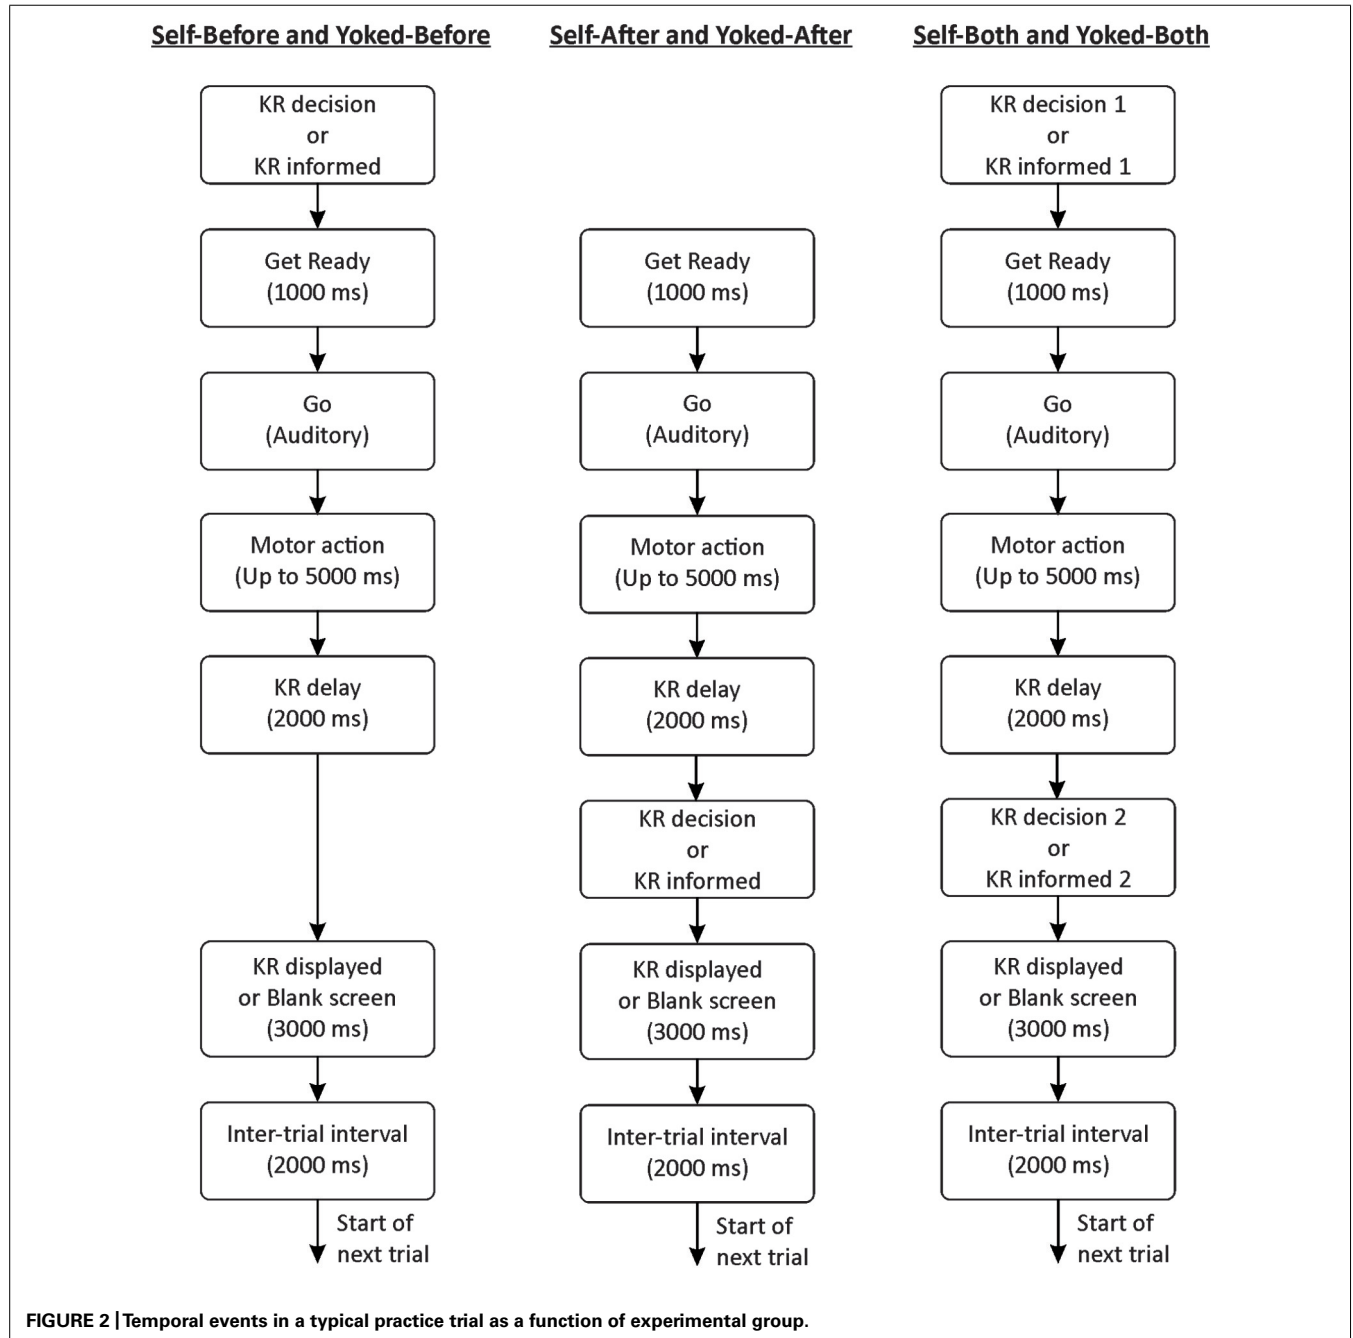 Self-Before and Yoked-Before
KR decision
or
KR informed
Get Ready
(1000 ms)
Go
(Auditory)
Motor action
(Up to 5000 ms)
KR delay
(2000 ms)
KR displayed
or Blank screen
(3000 ms)
Inter-trial interval
(2000 ms)
Start of
next trial
Self-After and Yoked-After
Get Ready
(1000 ms)
Go
(Auditory)
Motor action
(Up to 5000 ms)
KR delay
(2000 ms)
KR decision
or
KR informed
KR displayed
or Blank screen
(3000 ms)
Inter-trial interval
(2000 ms)
Start of
next trial
Self-Both and Yoked-Both
KR decision 1
or
KR informed 1
Get Ready
(1000 ms)
Go
(Auditory)
Motor action
(Up to 5000 ms)
KR delay
(2000 ms)
KR decision 2
or
KR informed 2
KR displayed
or Blank screen
(3000 ms)
Inter-trial interval
(2000 ms)
Start of
next trial
FIGURE 2 | Temporal events in a typical practice trial as a function of experimental group.